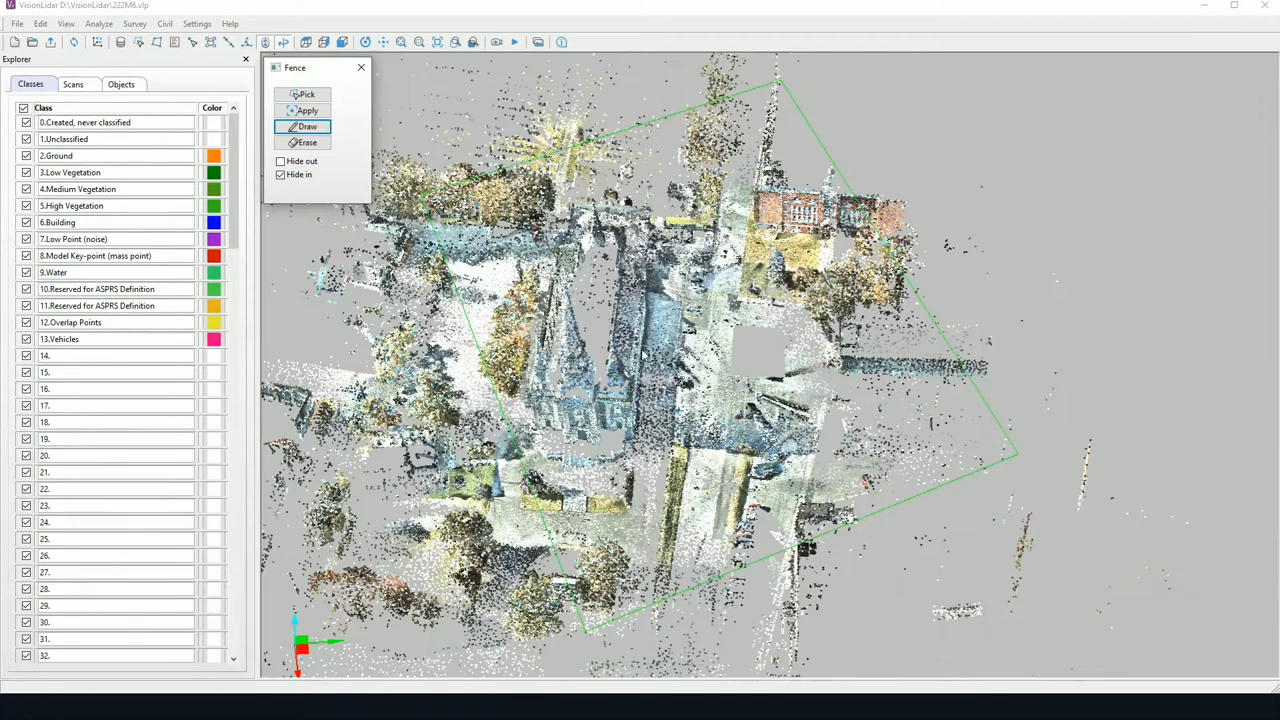 VisionLidar D:\VisionLidar\222M6.vlp
File Edit View Analyze Survey Civil Settings Help
Explorer
Classes Scans Objects
Class Color
0.Created, never classified
1.Unclassified
2.Ground
3.Low Vegetation
4.Medium Vegetation
5.High Vegetation
6.Building
7.Low Point (noise)
8.Model Key-point (mass point)
9.Water
10.Reserved for ASPRS Definition
11.Reserved for ASPRS Definition
12.Overlap Points
13.Vehicles
14.
15.
16.
17.
18.
19.
20.
21.
22.
23.
24.
25.
26.
27.
28.
29.
30.
31.
32.
Fence
Pick
Apply
Draw
Erase
Hide out
Hide in